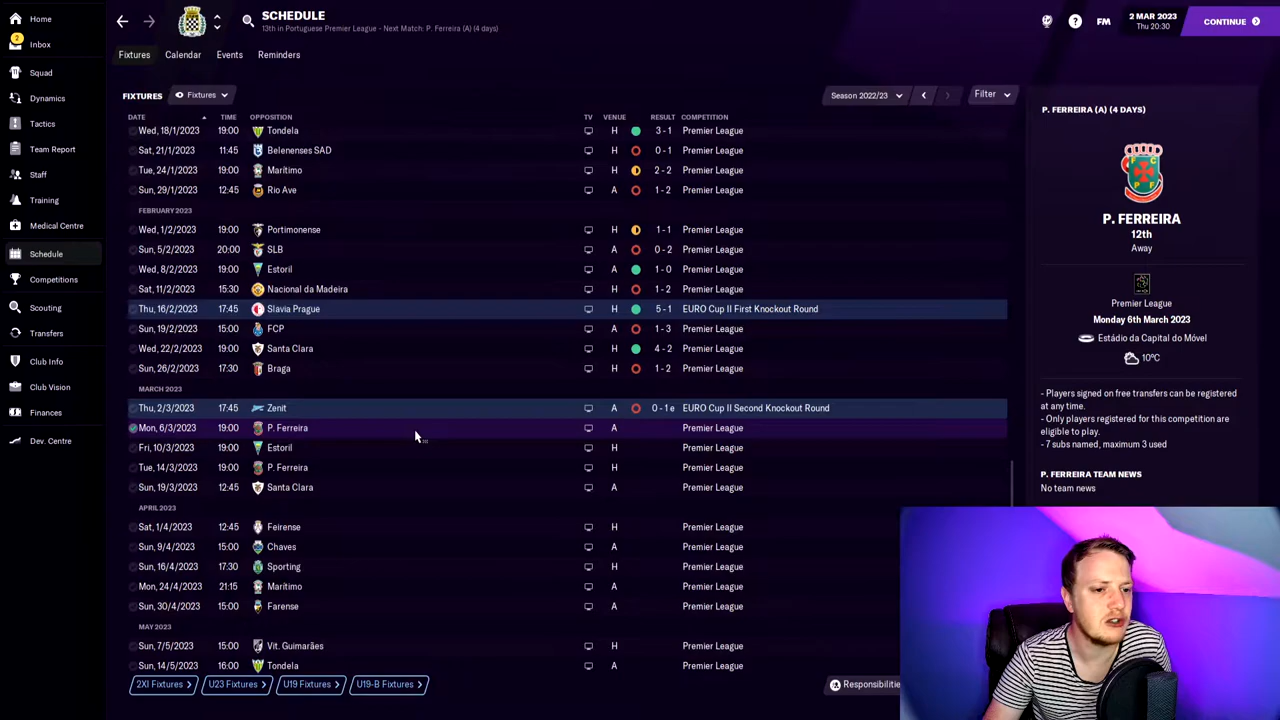 SCHEDULE
13th in Portuguese Premier League - Next Match: P. Ferreira (A) (4 days)
FM
2 MAR 2023
Thu 20:30
CONTINUE
Home
2
Inbox
Squad
Dynamics
Tactics
Team Report
Staff
Training
Medical Centre
Schedule
Competitions
Scouting
Transfers
Club Info
Club Vision
Finances
Dev. Centre
Fixtures Calendar Events Reminders
FIXTURES Fixtures Season 2022/23 Filter
DATE TIME OPPOSITION TV VENUE RESULT COMPETITION
Wed, 18/1/2023 19:00 Tondela H 3 - 1 Premier League
Sat, 21/1/2023 11:45 Belenenses SAD H 0 - 1 Premier League
Tue, 24/1/2023 19:00 Marítimo H 2 - 2 Premier League
Sun, 29/1/2023 12:45 Rio Ave A 1 - 2 Premier League
FEBRUARY 2023
Wed, 1/2/2023 19:00 Portimonense H 1 - 1 Premier League
Sun, 5/2/2023 20:00 SLB A 0 - 2 Premier League
Wed, 8/2/2023 19:00 Estoril A 1 - 0 Premier League
Sat, 11/2/2023 15:30 Nacional da Madeira H 1 - 2 Premier League
Thu, 16/2/2023 17:45 Slavia Prague H 5 - 1 EURO Cup II First Knockout Round
Sun, 19/2/2023 15:00 FCP A 1 - 3 Premier League
Wed, 22/2/2023 19:00 Santa Clara H 4 - 2 Premier League
Sun, 26/2/2023 17:30 Braga H 1 - 2 Premier League
MARCH 2023
Thu, 2/3/2023 17:45 Zenit A 0 - 1 e EURO Cup II Second Knockout Round
Mon, 6/3/2023 19:00 P. Ferreira A Premier League
Fri, 10/3/2023 19:00 Estoril H Premier League
Tue, 14/3/2023 19:00 P. Ferreira H Premier League
Sun, 19/3/2023 12:45 Santa Clara A Premier League
APRIL 2023
Sat, 1/4/2023 12:45 Feirense H Premier League
Sun, 9/4/2023 15:00 Chaves A Premier League
Sun, 16/4/2023 17:30 Sporting H Premier League
Mon, 24/4/2023 21:15 Marítimo A Premier League
Sun, 30/4/2023 15:00 Farense A Premier League
MAY 2023
Sun, 7/5/2023 15:00 Vit. Guimarães H Premier League
Sun, 14/5/2023 16:00 Tondela A Premier League
2XI Fixtures U23 Fixtures U19 Fixtures U19-B Fixtures Responsibilitie
P. FERREIRA (A) (4 DAYS)
P. FERREIRA
12th
Away
Premier League
Monday 6th March 2023
Estádio da Capital do Móvel
10ºC
- Players signed on free transfers can be registered
at any time.
- Only players registered for this competition are
eligible to play.
- 7 subs named, maximum 3 used
P. FERREIRA TEAM NEWS
No team news